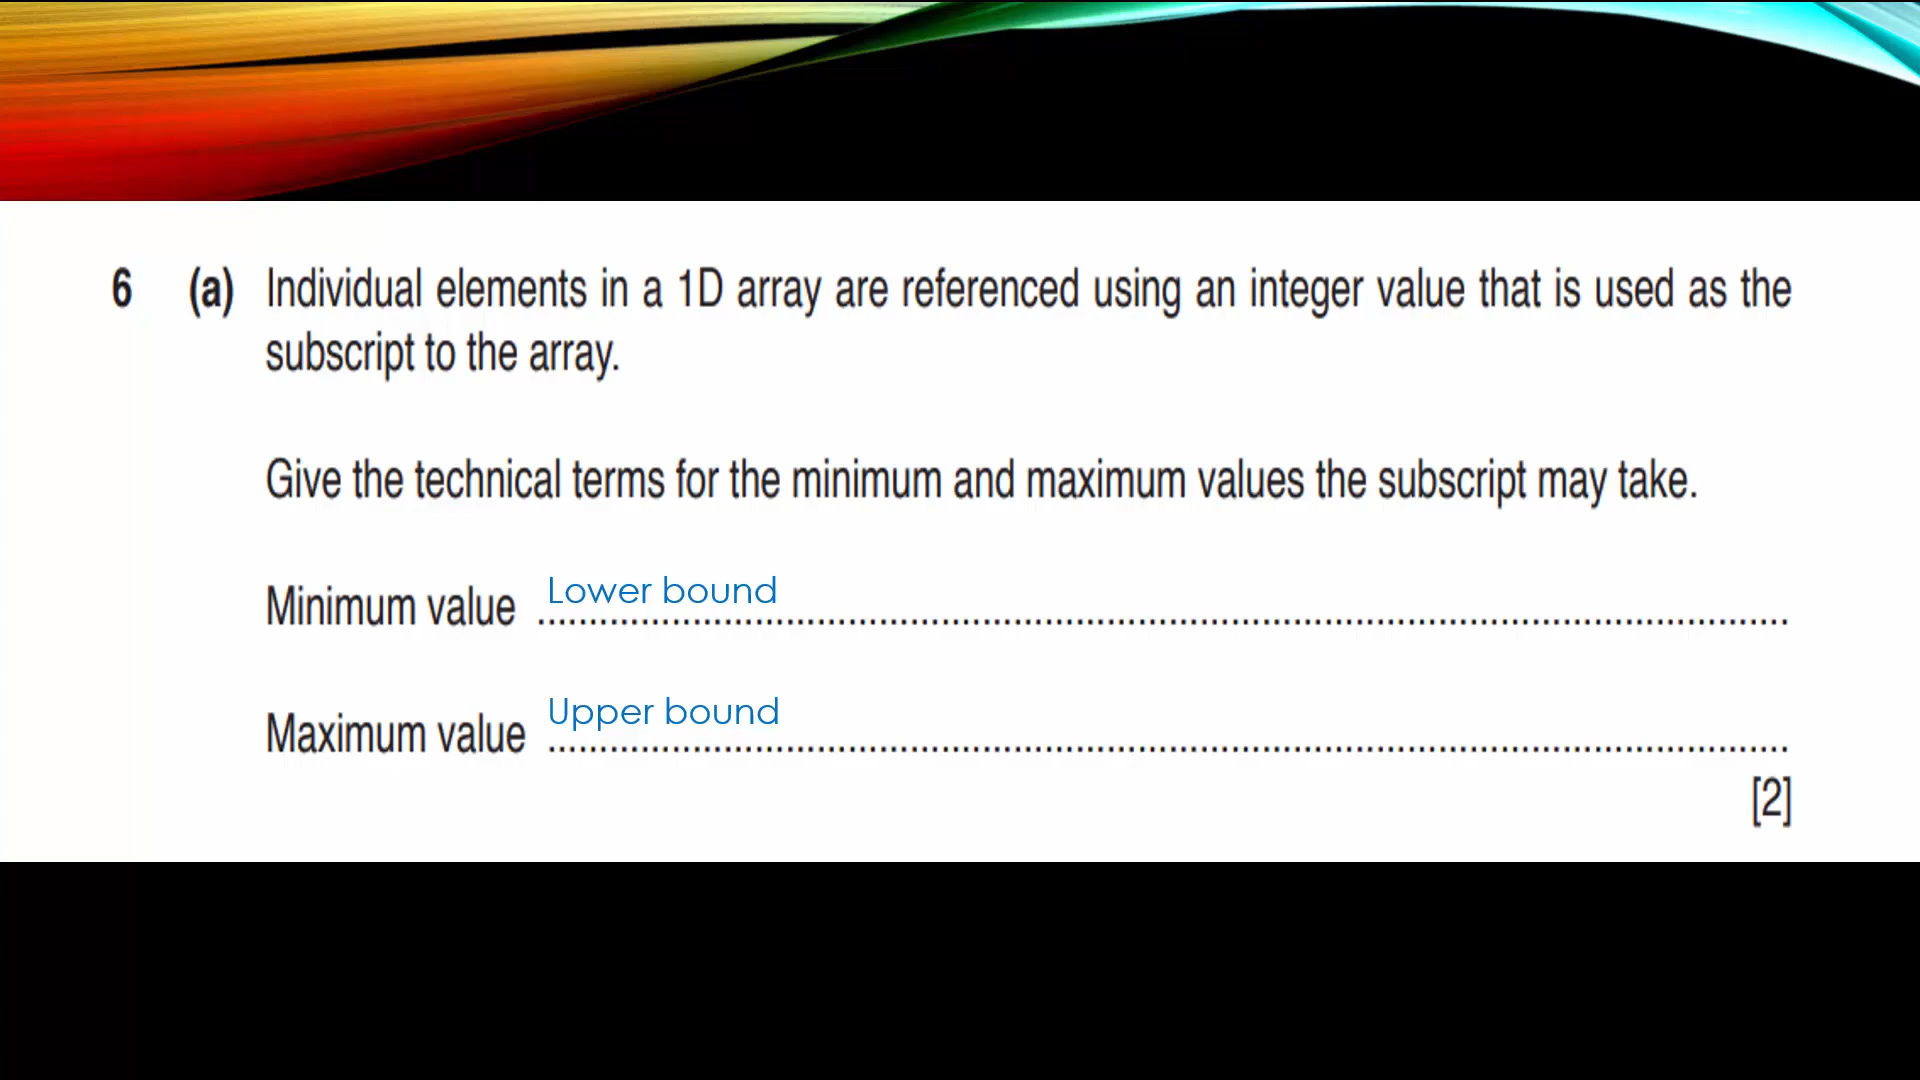 6 (a) Individual elements in a 1D array are referenced using an integer value that is used as the
subscript to the array.
Give the technical terms for the minimum and maximum values the subscript may take.
Minimum value Lower bound
Maximum value Upper bound
[2]